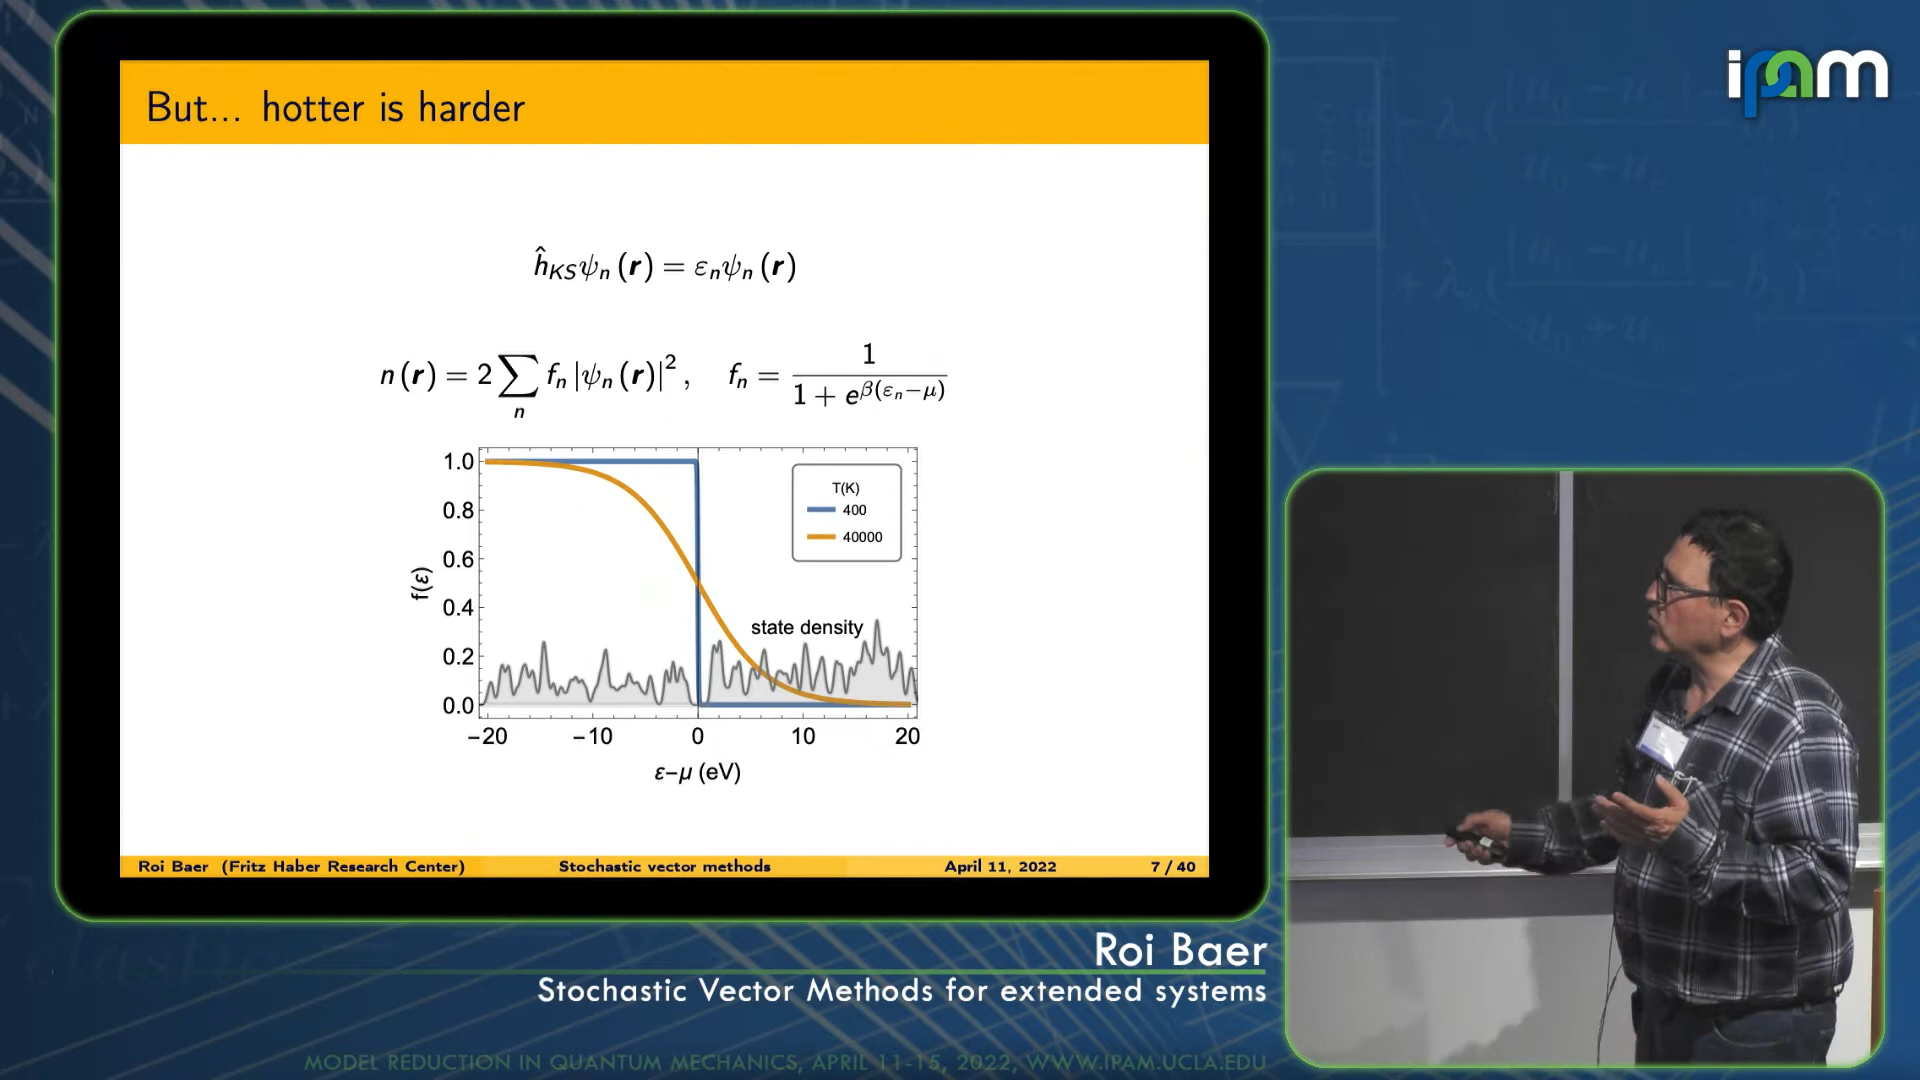 But... hotter is harder
ipam
ĥ_KS ψ_n (r) = ε_n ψ_n (r)
n (r) = 2 ∑_n f_n |ψ_n (r)|², f_n = 1 / (1 + e^{β(ε_n−μ)})
1.0
0.8
0.6
0.4
0.2
0.0
f(ε)
T(K)
400
40000
state density
−20 −10 0 10 20
ε−μ (eV)
Roi Baer (Fritz Haber Research Center) Stochastic vector methods April 11, 2022 7 / 40
Roi Baer
Stochastic Vector Methods for extended systems
MODEL REDUCTION IN QUANTUM MECHANICS, APRIL 11-15, 2022, WWW.IPAM.UCLA.EDU